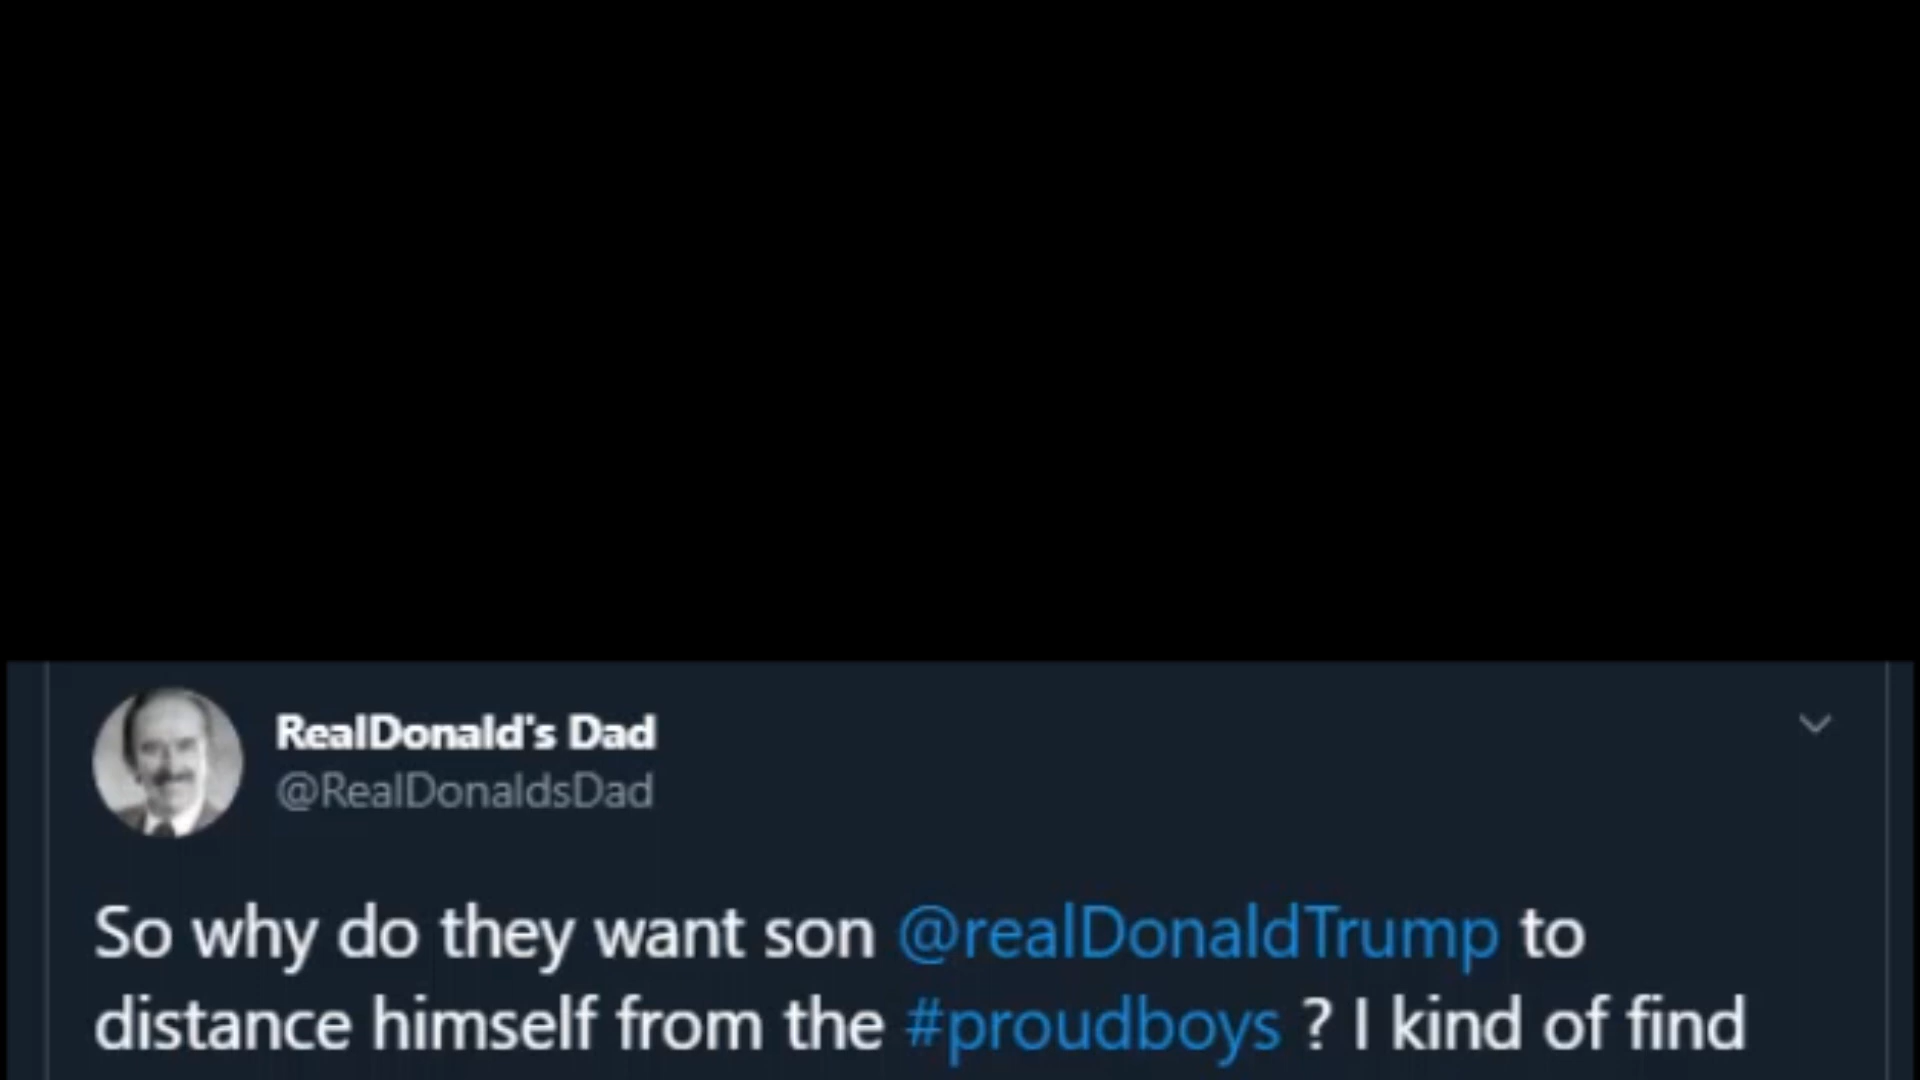 RealDonald's Dad
@RealDonaldsDad
So why do they want son @realDonaldTrump to
distance himself from the #proudboys ? I kind of find